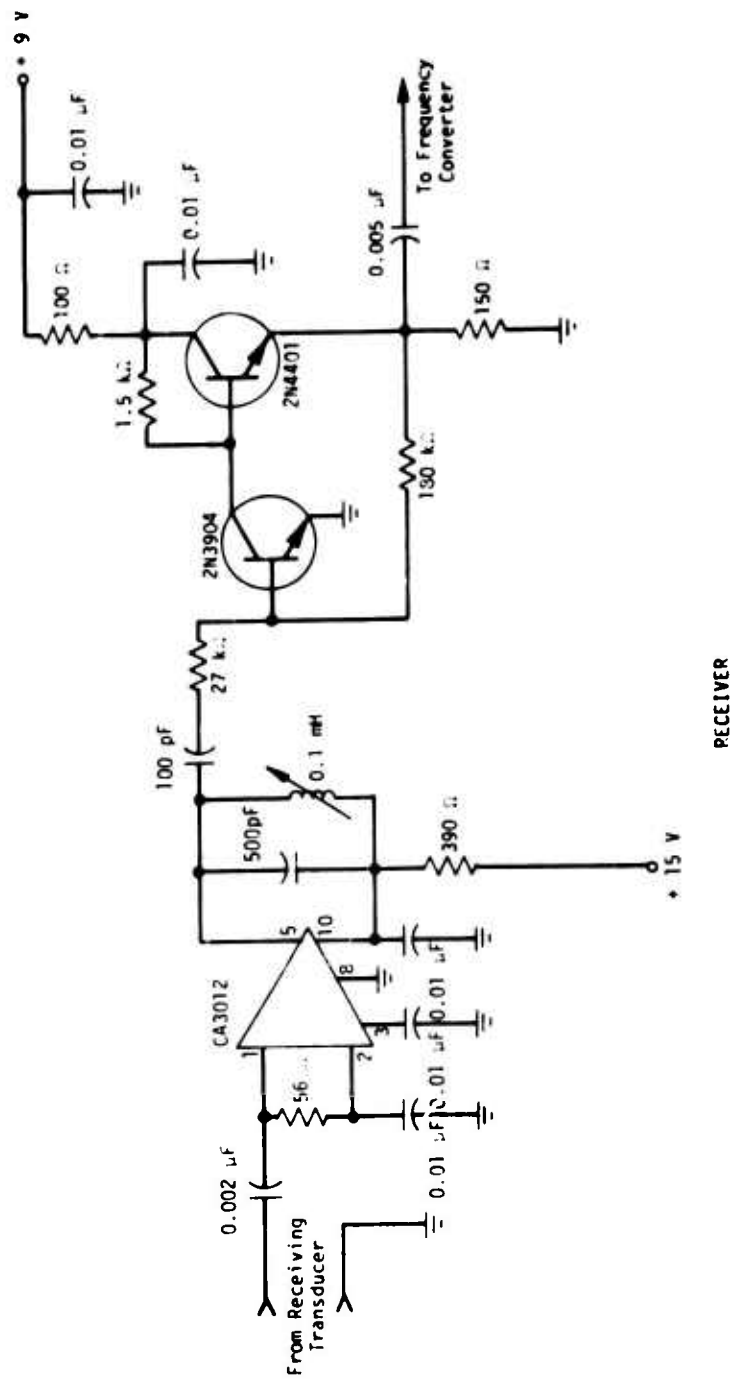 + 9 V
0.01 µF
100 Ω
0.01 µF
1.5 kΩ
2N4401
2N3904
0.005 µF
To Frequency
Converter
150 Ω
27 kΩ
100 pF
0.1 mH
500pF
390 Ω
+ 15 V
CA3012
1
2
3
5
8
10
56
0.002 µF
0.01 µF
0.01 µF
0.01 µF
From Receiving
Transducer
RECEIVER